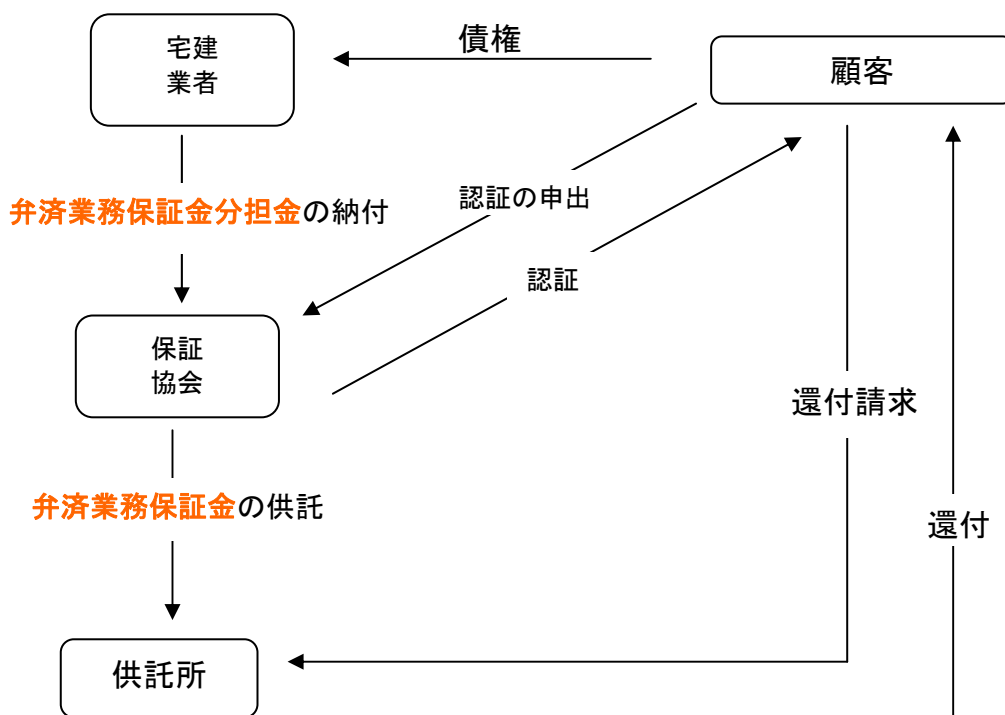 宅建
業者
債権
顧客
弁済業務保証金分担金の納付
認証の申出
認証
保証
協会
還付請求
弁済業務保証金の供託
還付
供託所